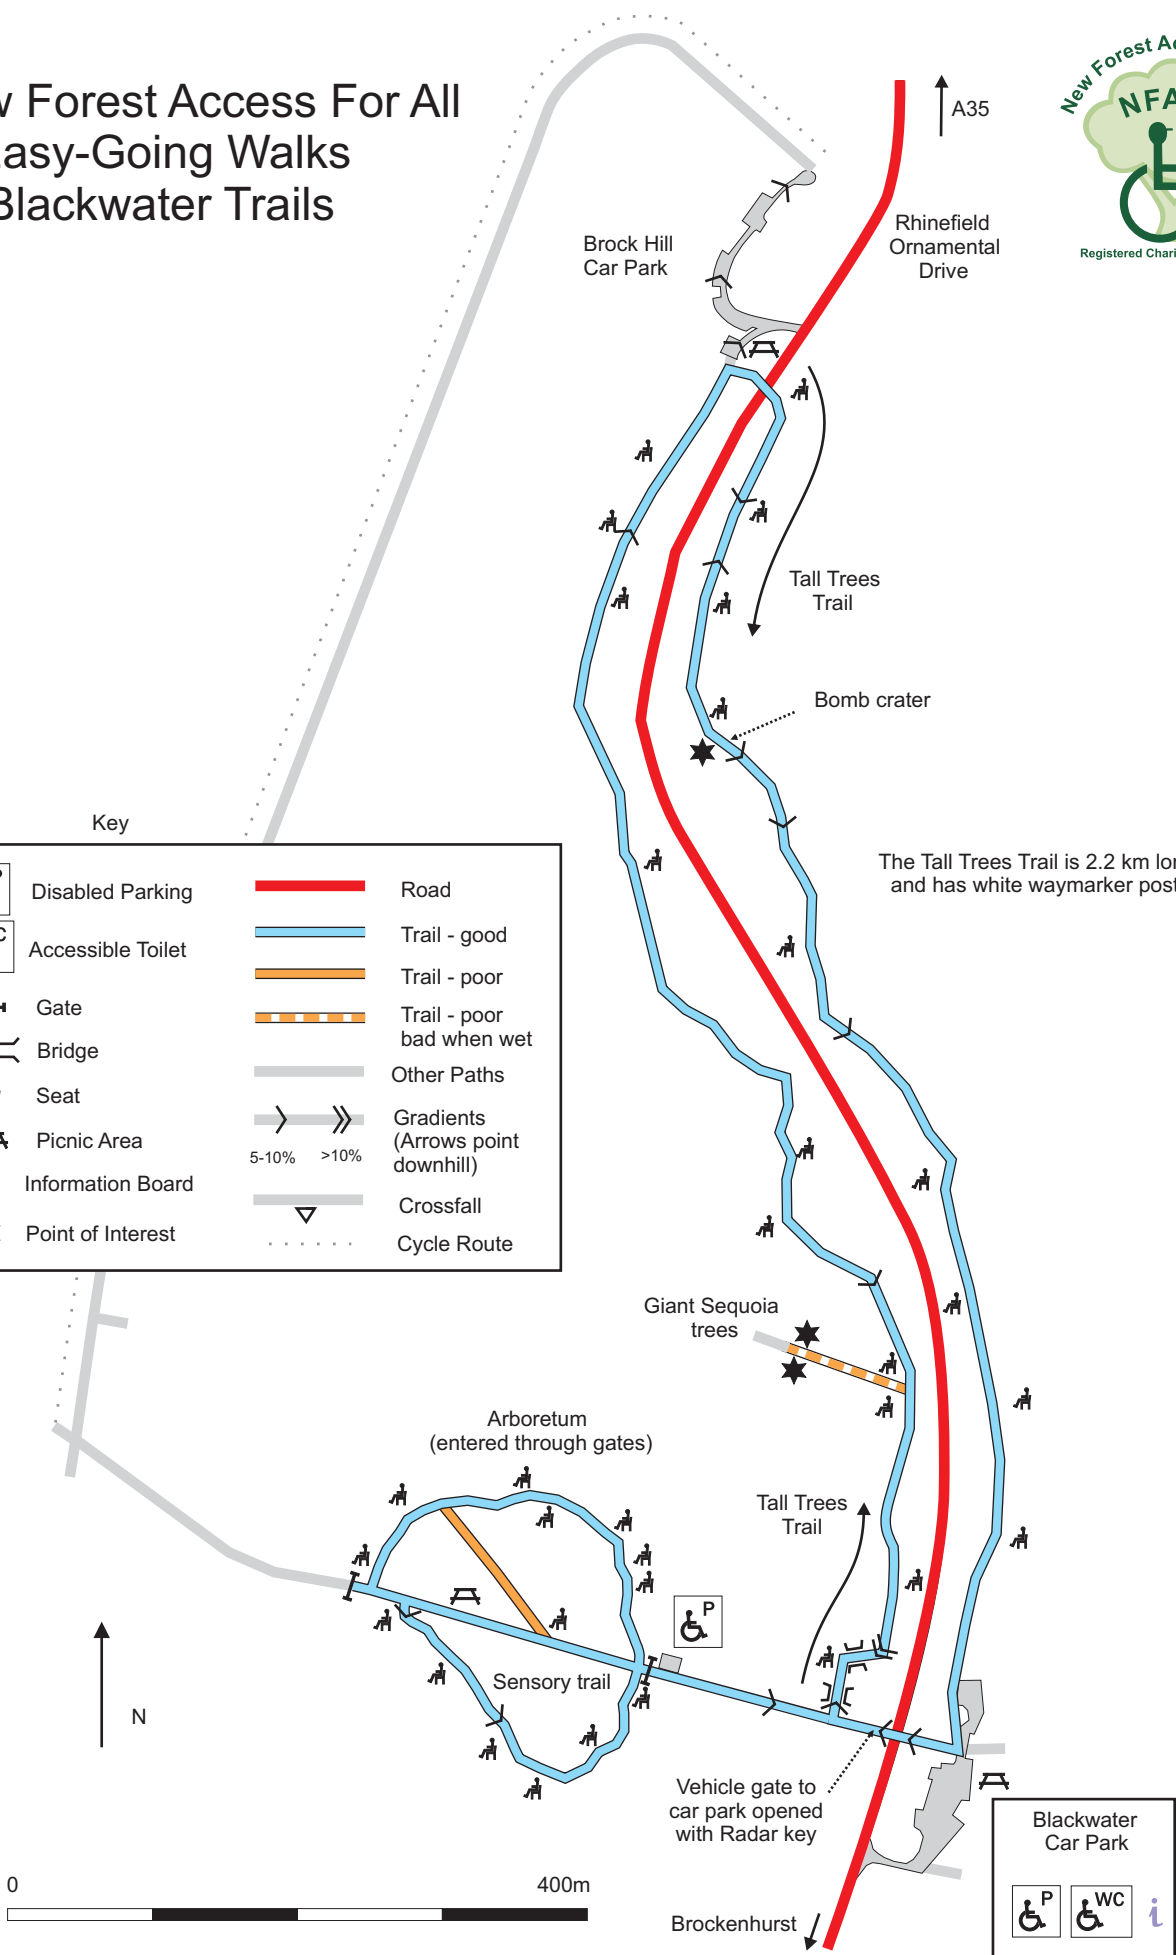 Forest Access For All
Easy-Going Walks
Blackwater Trails
A35
New Forest
NFA
Registered
Rhinefield
Ornamental
Drive
Brock Hill
Car Park
Tall Trees
Trail
Bomb crater
The Tall Trees Trail is 2.2 km
and has white waymarker
Key
Disabled Parking
Accessible Toilet
Gate
Bridge
Seat
Picnic Area
Information Board
Point of Interest
Road
Trail - good
Trail - poor
Trail - poor
bad when wet
Other Paths
Gradients
(Arrows point
downhill)
5-10% >10%
Crossfall
Cycle Route
Giant Sequoia
trees
Arboretum
(entered through gates)
Tall Trees
Trail
P
Sensory trail
N
Vehicle gate to
car park opened
with Radar key
Blackwater
Car Park
P WC i
0 400m
Brockenhurst